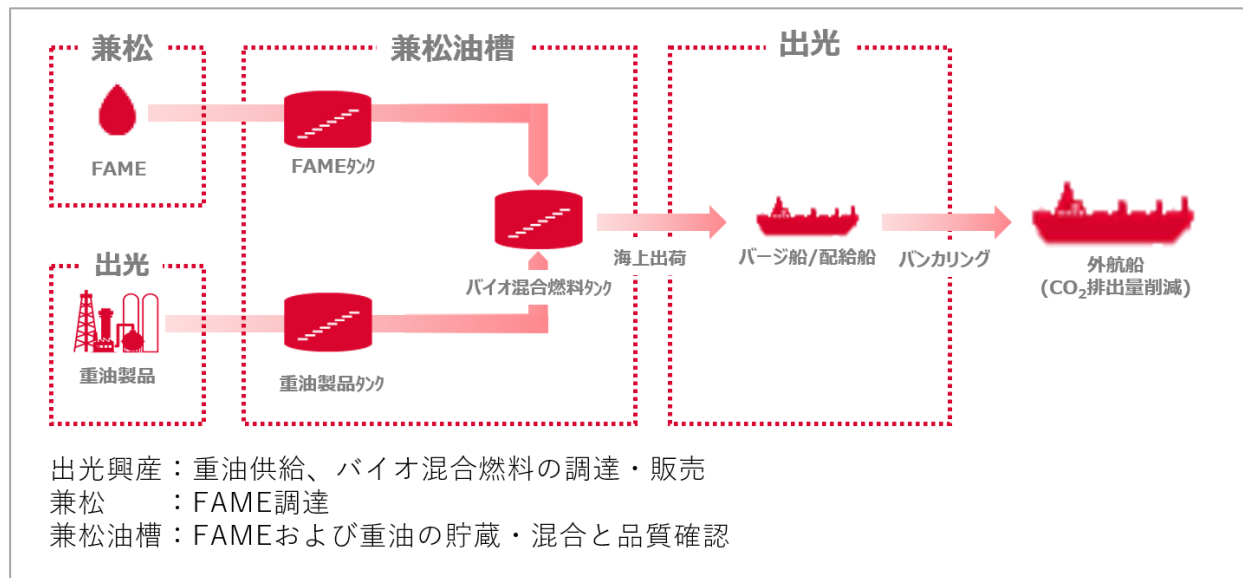 兼松
兼松油槽
出光
FAME
FAMEタンク
出光
バイオ混合燃料タンク
海上出荷
バージ船/配給船
バンカリング
外航船
(CO₂排出量削減)
重油製品
重油製品タンク
出光興産：重油供給、バイオ混合燃料の調達・販売
兼松　　：FAME調達
兼松油槽：FAMEおよび重油の貯蔵・混合と品質確認